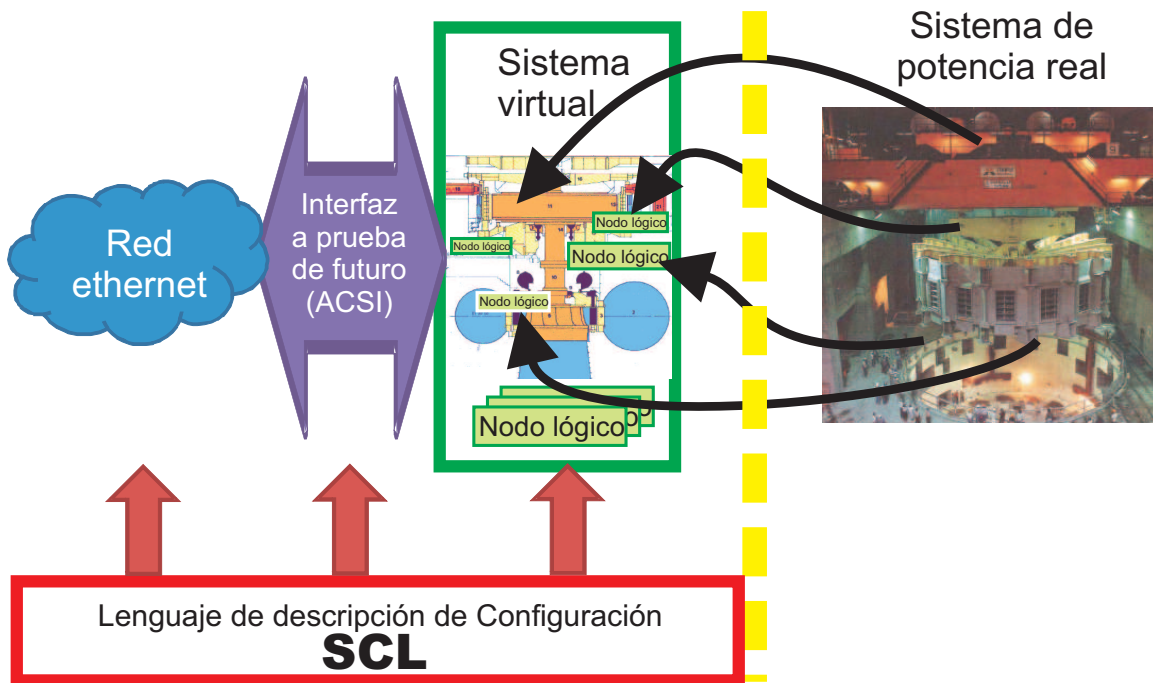 Sistema de
potencia real
Sistema
virtual
Interfaz
a prueba
de futuro
(ACSI)
Red
ethernet
Nodo lógico
Nodo lógico
Nodo lógico
Nodo lógico
Nodo lógico
Lenguaje de descripción de Configuración
SCL